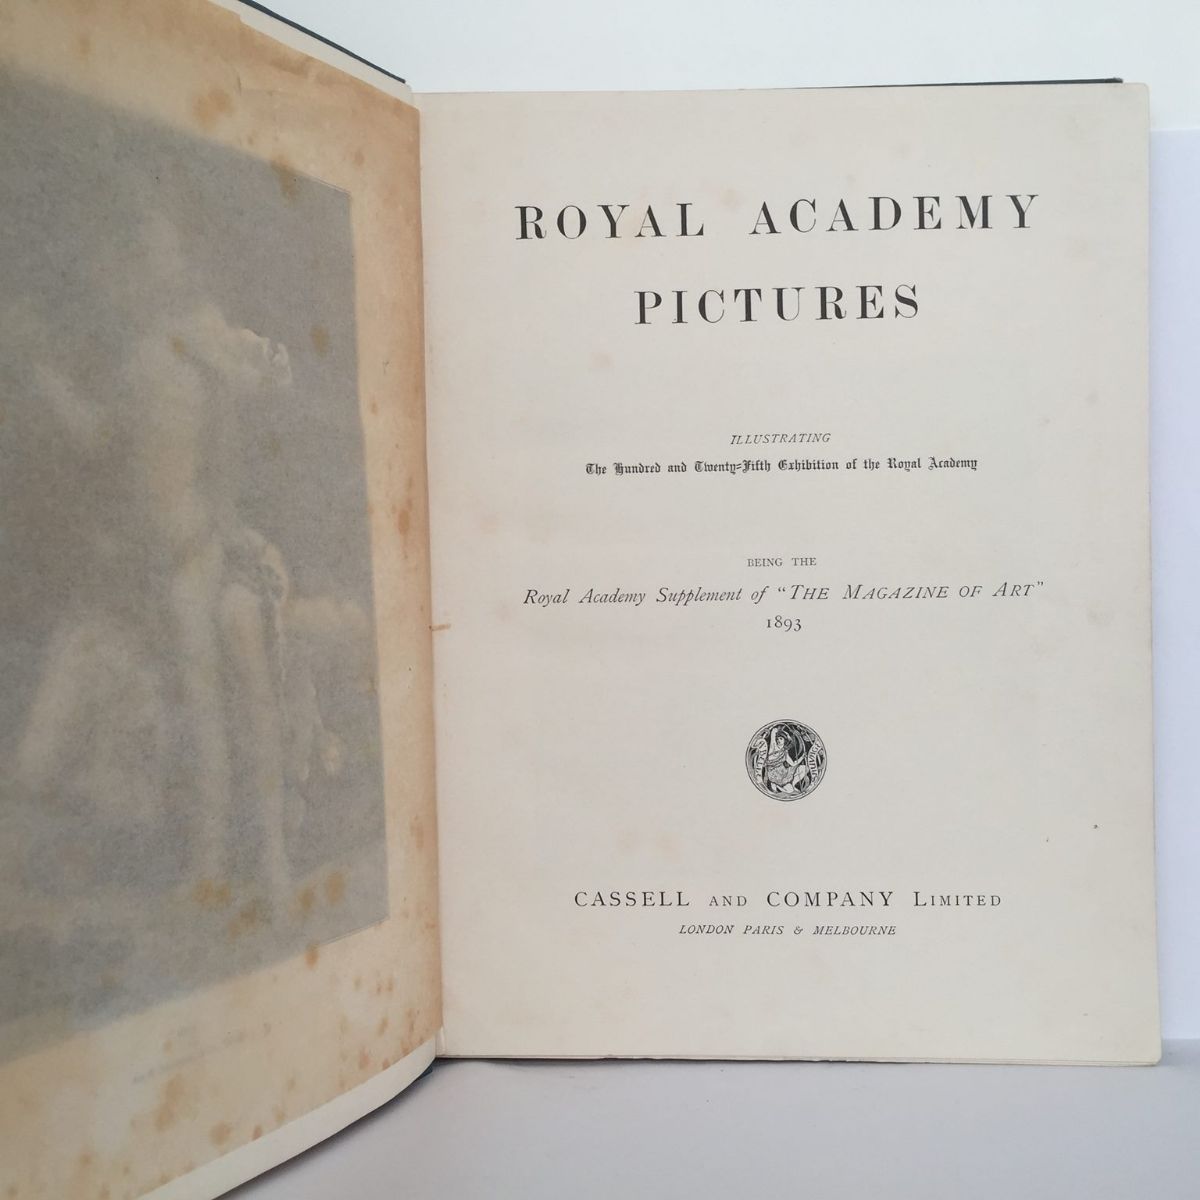 ROYAL ACADEMY
PICTURES
ILLUSTRATING
The Hundred and Twenty=Fifth Exhibition of the Royal Academy
BEING THE
Royal Academy Supplement of "THE MAGAZINE OF ART"
1893
CASSELL AND COMPANY LIMITED
LONDON PARIS & MELBOURNE